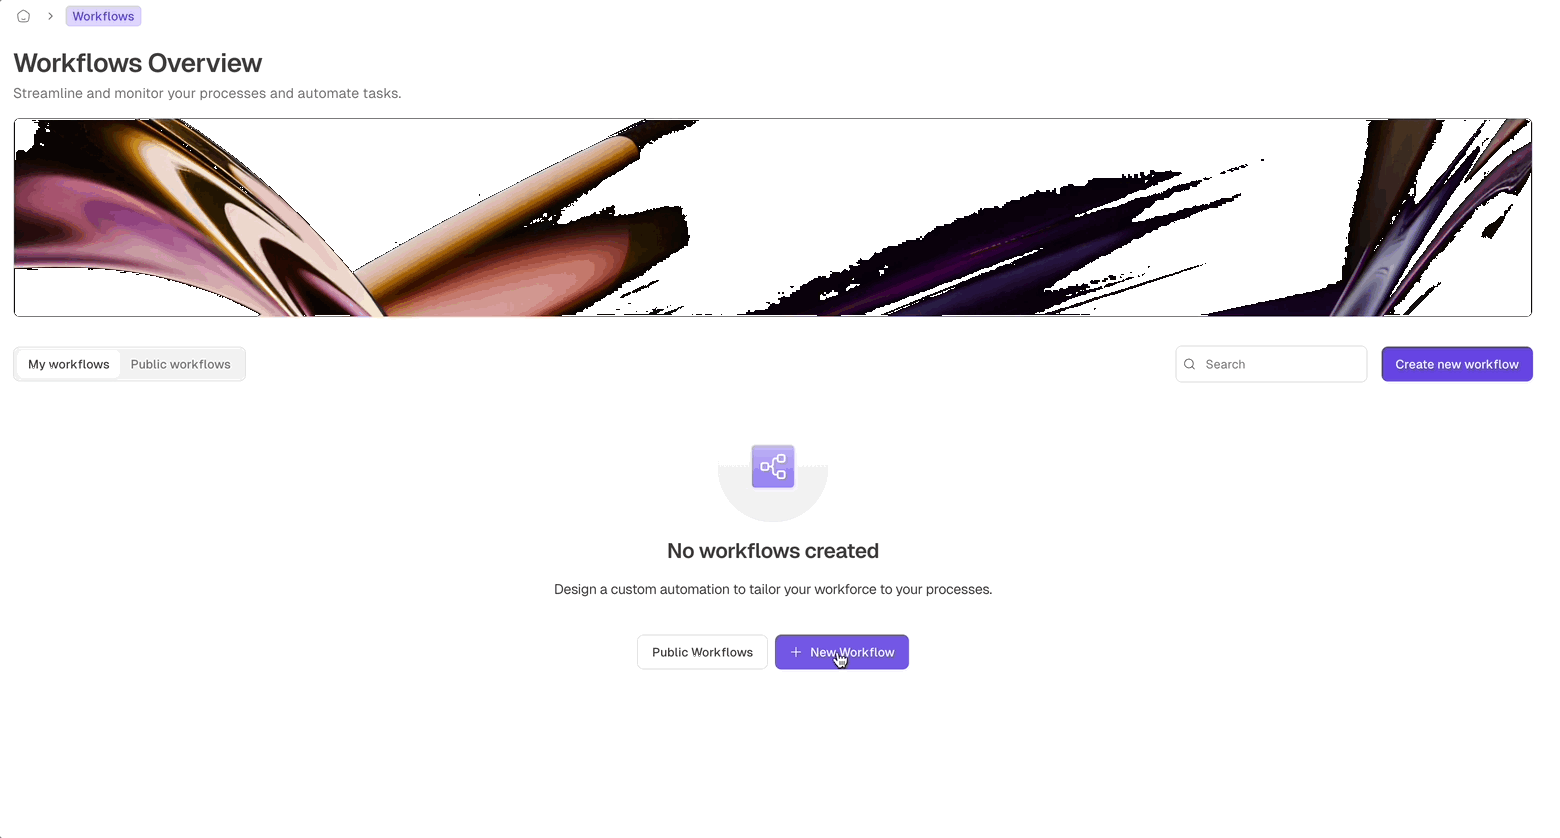 Workflows
Workflows Overview
Streamline and monitor your processes and automate tasks.
My workflows
Public workflows
Search
Create new workflow
No workflows created
Design a custom automation to tailor your workforce to your processes.
Public Workflows
New Workflow